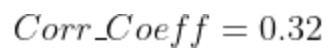 Corr_Coeff = 0.32